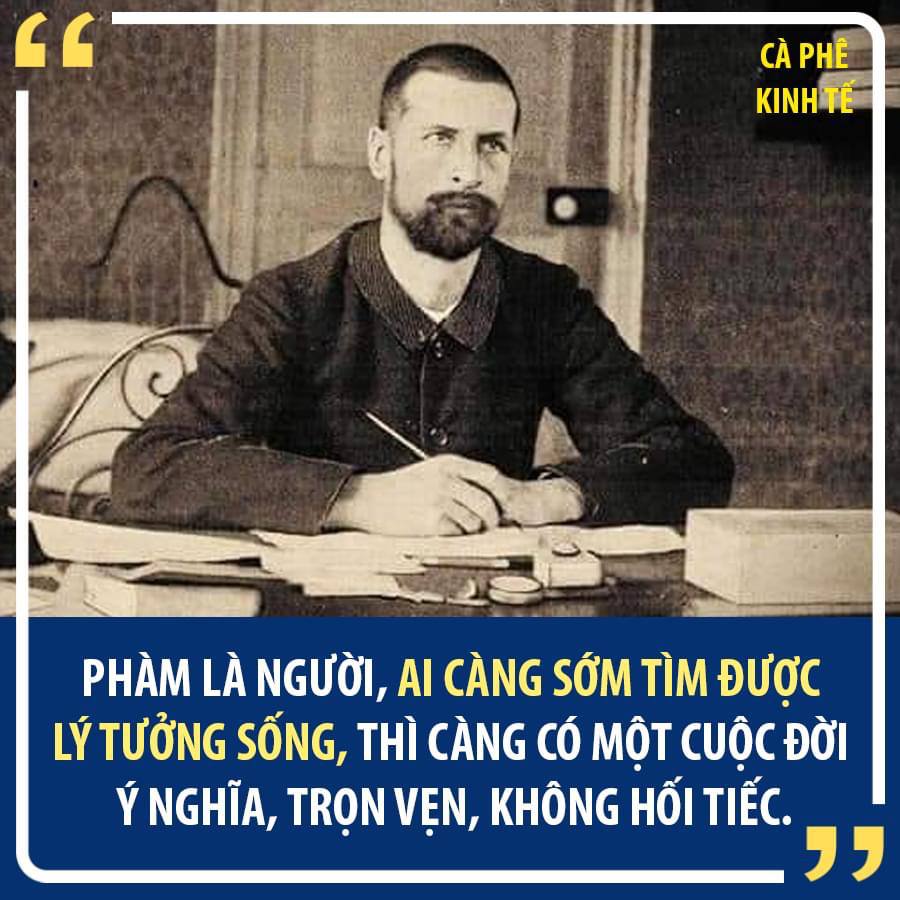 CÀ PHÊ
KINH TẾ
PHÀM LÀ NGƯỜI, AI CÀNG SỚM TÌM ĐƯỢC
LÝ TƯỞNG SỐNG, THÌ CÀNG CÓ MỘT CUỘC ĐỜI
Ý NGHĨA, TRỌN VẸN, KHÔNG HỐI TIẾC.